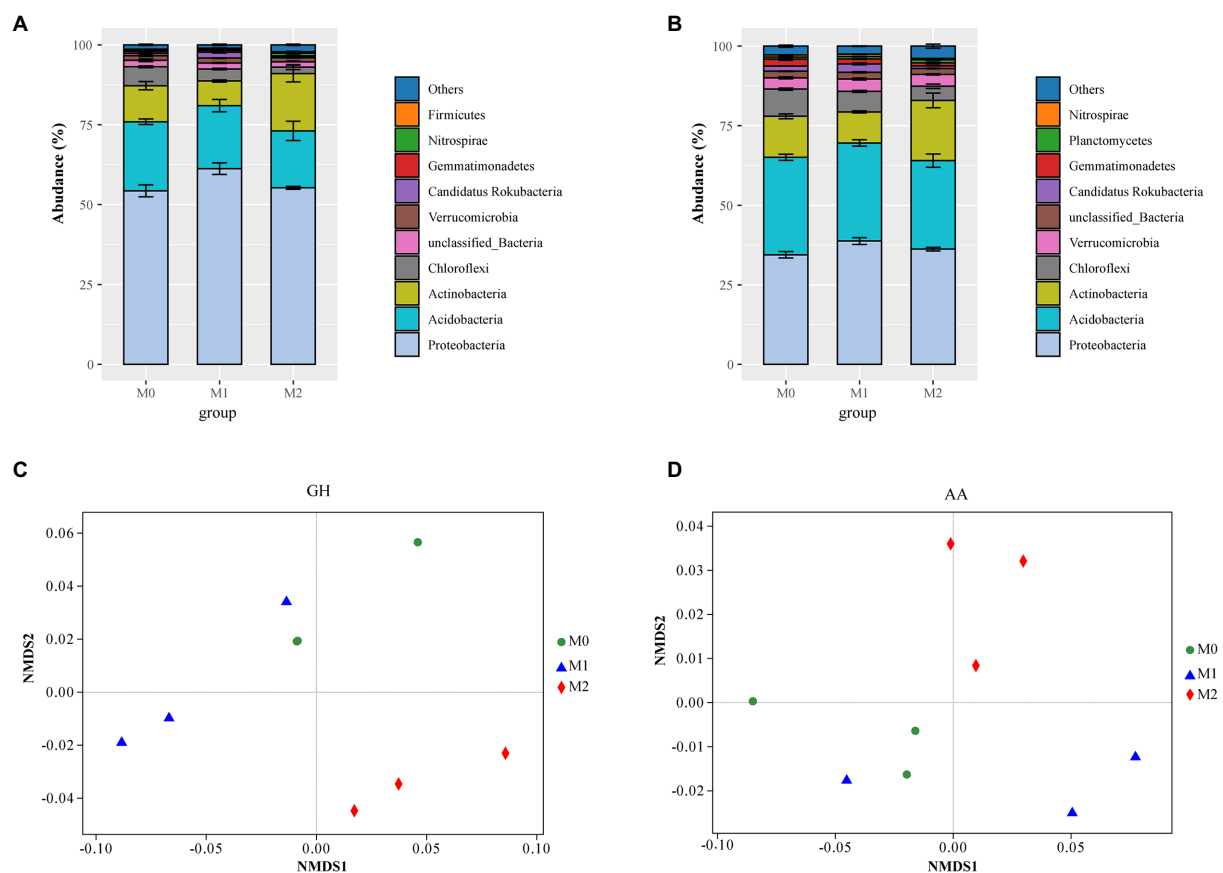 A
Abudance (%)
100
75
50
25
0
M0 M1 M2
group
Others
Firmicutes
Nitrospirae
Gemmatimonadetes
Candidatus Rokubacteria
Verrucomicrobia
unclassified_Bacteria
Chloroflexi
Actinobacteria
Acidobacteria
Proteobacteria
B
Abudance (%)
100
75
50
25
0
M0 M1 M2
group
Others
Nitrospirae
Planctomycetes
Gemmatimonadetes
Candidatus Rokubacteria
unclassified_Bacteria
Verrucomicrobia
Chloroflexi
Actinobacteria
Acidobacteria
Proteobacteria
C
GH
NMDS2
0.06
0.04
0.02
0.00
-0.02
-0.04
-0.10 -0.05 0.00 0.05 0.10
NMDS1
M0
M1
M2
D
AA
NMDS2
0.04
0.03
0.02
0.01
0.00
-0.01
-0.02
-0.10 -0.05 0.00 0.05
NMDS1
M0
M1
M2